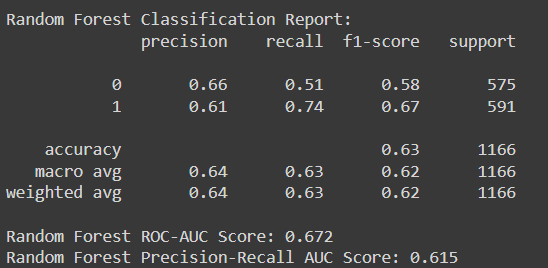 Random Forest Classification Report:
precision recall f1-score support
0 0.66 0.51 0.58 575
1 0.61 0.74 0.67 591
accuracy 0.63 1166
macro avg 0.64 0.63 0.62 1166
weighted avg 0.64 0.63 0.62 1166
Random Forest ROC-AUC Score: 0.672
Random Forest Precision-Recall AUC Score: 0.615